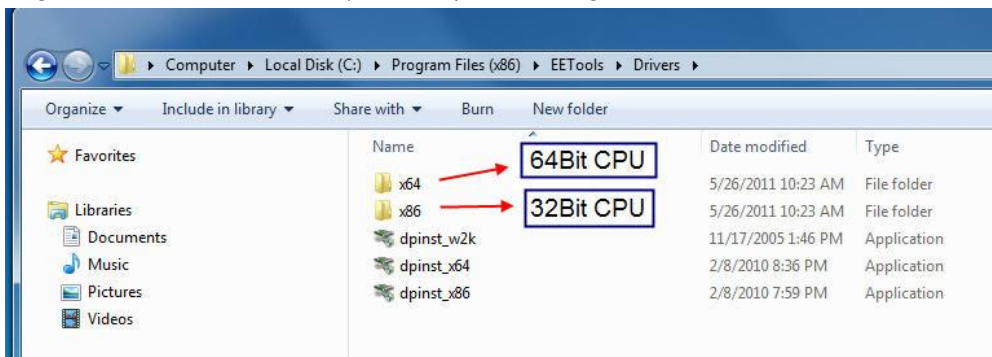 Computer Local Disk (C:) Program Files (x86) EETools Drivers
Organize Include in library Share with Burn New folder
Favorites
Libraries
Documents
Music
Pictures
Videos
Name Date modified Type
x64 64Bit CPU 5/26/2011 10:23 AM File folder
x86 32Bit CPU 5/26/2011 10:23 AM File folder
dpinst_w2k 11/17/2005 1:46 PM Application
dpinst_x64 2/8/2010 8:36 PM Application
dpinst_x86 2/8/2010 7:59 PM Application